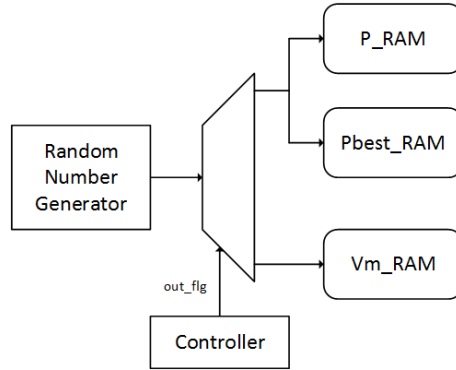 P_RAM
Random
Number
Generator
Pbest_RAM
Vm_RAM
out_flg
Controller